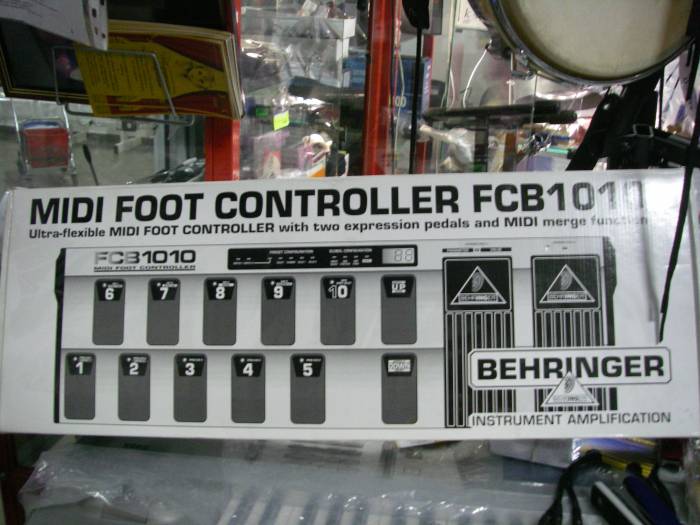 MIDI FOOT CONTROLLER FCB1010
Ultra-flexible MIDI FOOT CONTROLLER with two expression pedals and MIDI merge function
FCB1010
MIDI FOOT CONTROLLER
6
7
8
9
10
UP
1
2
3
4
5
DOWN
BEHRINGER
INSTRUMENT AMPLIFICATION